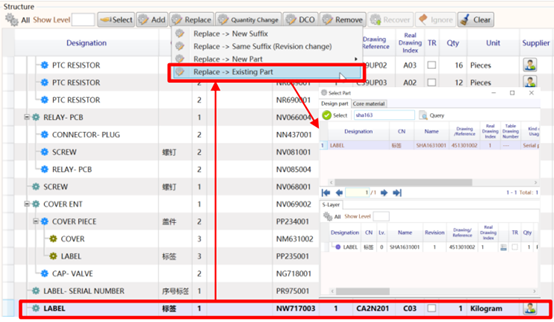 Structure
All Show Level Select Add Replace Quantity Change DCO Remove Recover Ignore Clear
Designation Drawing Reference Real Drawing Index TR Qty Unit Supplier
Replace -> New Suffix
Replace -> Same Suffix (Revision change)
Replace -> New Part
Replace -> Existing Part
PTC RESISTOR 2 A03 16 Pieces
PTC RESISTOR 2 A02 12 Pieces
PTC RESISTOR 2 NR690001
RELAY- PCB 1 NV066004
CONNECTOR- PLUG 2 NN437001
SCREW 螺钉 2 NV081001
RELAY- PCB 2 NV085004
SCREW 螺钉 1 NV068001
COVER ENT 1 NV069002
COVER PIECE 盖件 2 PP234001
COVER 3 NM631002
LABEL 标签 3 PP235001
CAP- VALVE 2 NG718001
LABEL- SERIAL NUMBER 序号标签 1 PR975001
LABEL 标签 1 NW717003 1 CA2N201 C03 1 Kilogram
Select Part
Design part Core material
Select sha163 Query
Designation CN Name Drawing /Reference Real Drawing Index Table Drawing Number Kind
1 LABEL 标签 SHA1631001 451301002 1 Serial
1 / 1 1 - 1 Total
S-Layer
All Show Level
Designation CN Lv. Name Revision Drawing/ Reference Real Drawing Index TR Qty
LABEL 标签 0 SHA1631001 1 451301002 1